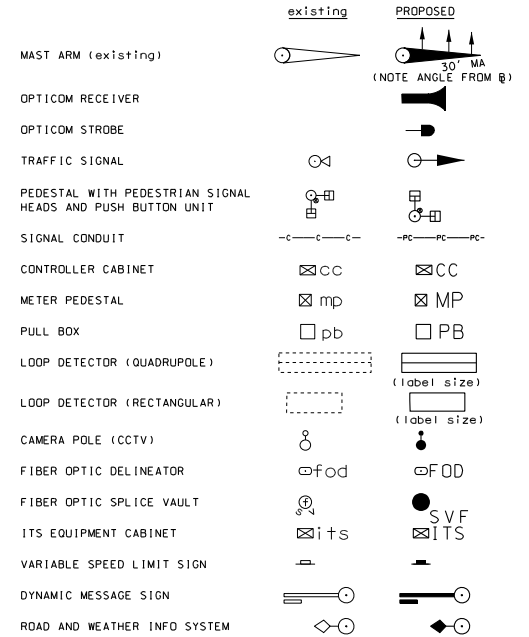 existing PROPOSED
MAST ARM (existing) 30' MA
(NOTE ANGLE FROM ₧)
OPTICOM RECEIVER
OPTICOM STROBE
TRAFFIC SIGNAL
PEDESTAL WITH PEDESTRIAN SIGNAL
HEADS AND PUSH BUTTON UNIT
SIGNAL CONDUIT C C C PC PC PC
CONTROLLER CABINET cc CC
METER PEDESTAL mp MP
PULL BOX pb PB
LOOP DETECTOR (QUADRUPOLE)
(label size)
LOOP DETECTOR (RECTANGULAR)
(label size)
CAMERA POLE (CCTV)
FIBER OPTIC DELINEATOR fod FOD
FIBER OPTIC SPLICE VAULT
SVF
ITS EQUIPMENT CABINET its ITS
VARIABLE SPEED LIMIT SIGN
DYNAMIC MESSAGE SIGN
ROAD AND WEATHER INFO SYSTEM